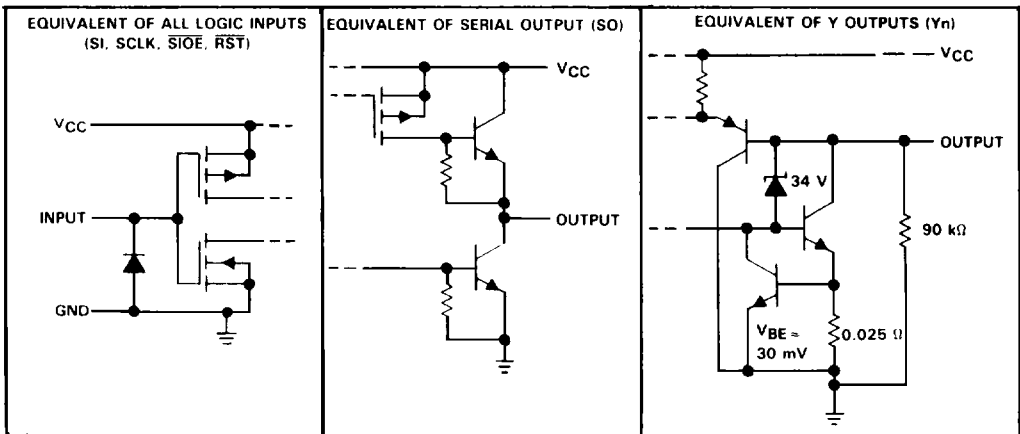 EQUIVALENT OF ALL LOGIC INPUTS
(SI, SCLK, SIOE, RST)
VCC
INPUT
GND
EQUIVALENT OF SERIAL OUTPUT (SO)
VCC
OUTPUT
EQUIVALENT OF Y OUTPUTS (Yn)
VCC
OUTPUT
34 V
90 kΩ
VBE =
30 mV
0.025 Ω